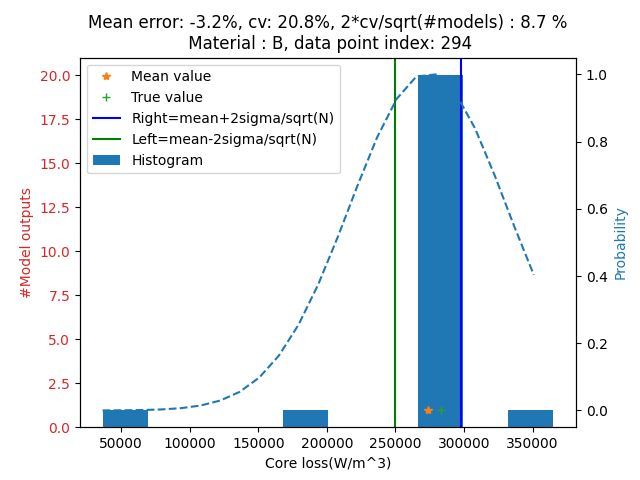 Mean error: -3.2%, cv: 20.8%, 2*cv/sqrt(#models) : 8.7 %
Material : B, data point index: 294
Mean value
True value
Right=mean+2sigma/sqrt(N)
Left=mean-2sigma/sqrt(N)
Histogram
20.0
17.5
15.0
12.5
10.0
7.5
5.0
2.5
0.0
#Model outputs
1.0
0.8
0.6
0.4
0.2
0.0
Probability
50000 100000 150000 200000 250000 300000 350000
Core loss(W/m^3)